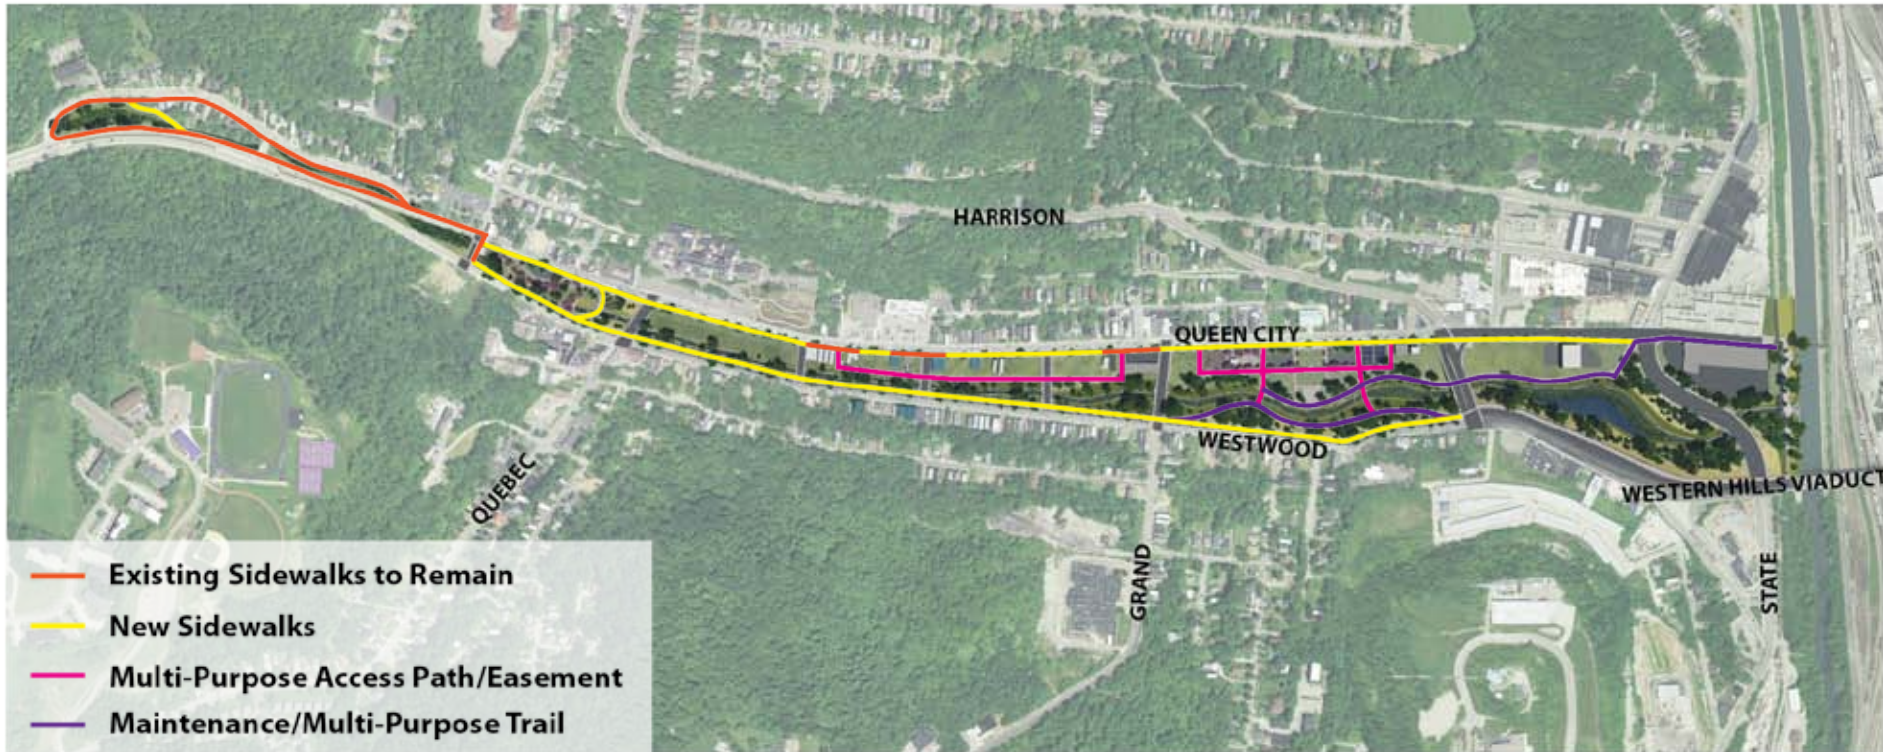 HARRISON
QUEEN CITY
WESTWOOD
QUEBEC
WESTERN HILLS VIADUCT
GRAND
STATE
Existing Sidewalks to Remain
New Sidewalks
Multi-Purpose Access Path/Easement
Maintenance/Multi-Purpose Trail